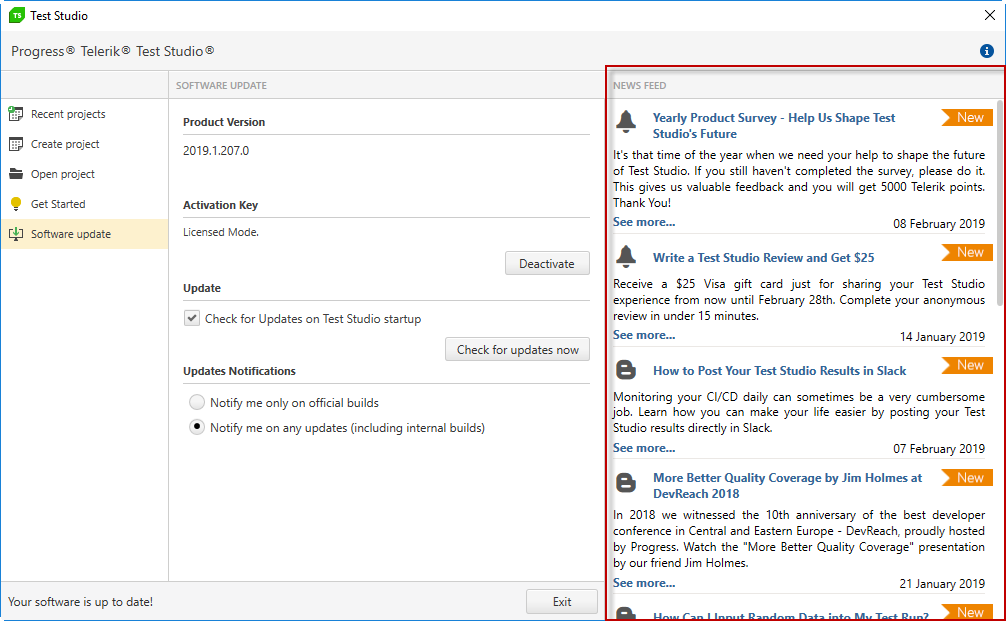 TS Test Studio
Progress® Telerik® Test Studio®
Recent projects
Create project
Open project
Get Started
Software update
SOFTWARE UPDATE
Product Version
2019.1.207.0
Activation Key
Licensed Mode.
Deactivate
Update
Check for Updates on Test Studio startup
Check for updates now
Updates Notifications
Notify me only on official builds
Notify me on any updates (including internal builds)
NEWS FEED
Yearly Product Survey - Help Us Shape Test
Studio's Future
New
It's that time of the year when we need your help to shape the future
of Test Studio. If you still haven't completed the survey, please do it.
This gives us valuable feedback and you will get 5000 Telerik points.
Thank You!
See more...
08 February 2019
Write a Test Studio Review and Get $25
New
Receive a $25 Visa gift card just for sharing your Test Studio
experience from now until February 28th. Complete your anonymous
review in under 15 minutes.
See more...
14 January 2019
How to Post Your Test Studio Results in Slack
New
Monitoring your CI/CD daily can sometimes be a very cumbersome
job. Learn how you can make your life easier by posting your Test
Studio results directly in Slack.
See more...
07 February 2019
More Better Quality Coverage by Jim Holmes at
DevReach 2018
New
In 2018 we witnessed the 10th anniversary of the best developer
conference in Central and Eastern Europe - DevReach, proudly hosted
by Progress. Watch the "More Better Quality Coverage" presentation
by our friend Jim Holmes.
See more...
21 January 2019
How Can I Input Random Data into My Test Run?
New
Your software is up to date!
Exit